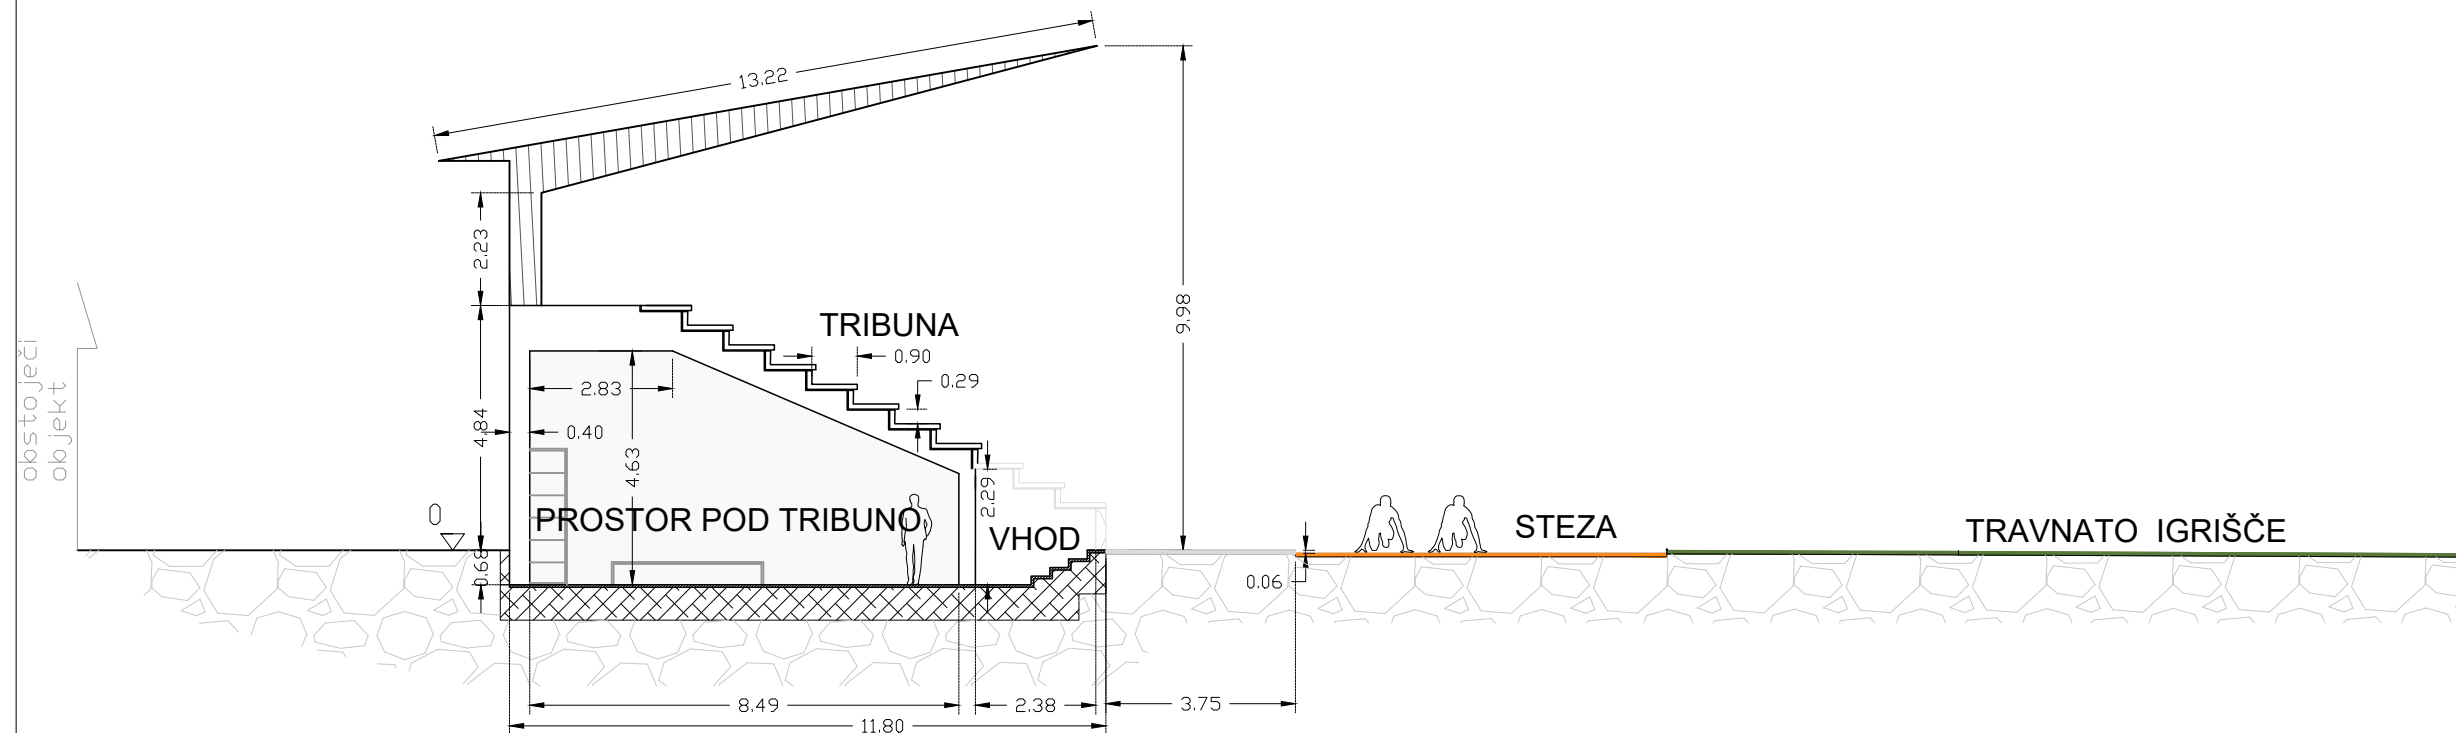 13.22
9.98
2.23
TRIBUNA
0.90
0.29
2.83
0.40
4.84
4.63
2.29
obstoječi
objekt
0
PROSTOR POD TRIBUNO
VHOD
STEZA
TRAVNATO IGRIŠČE
0.68
0.06
8.49
2.38
3.75
11.80